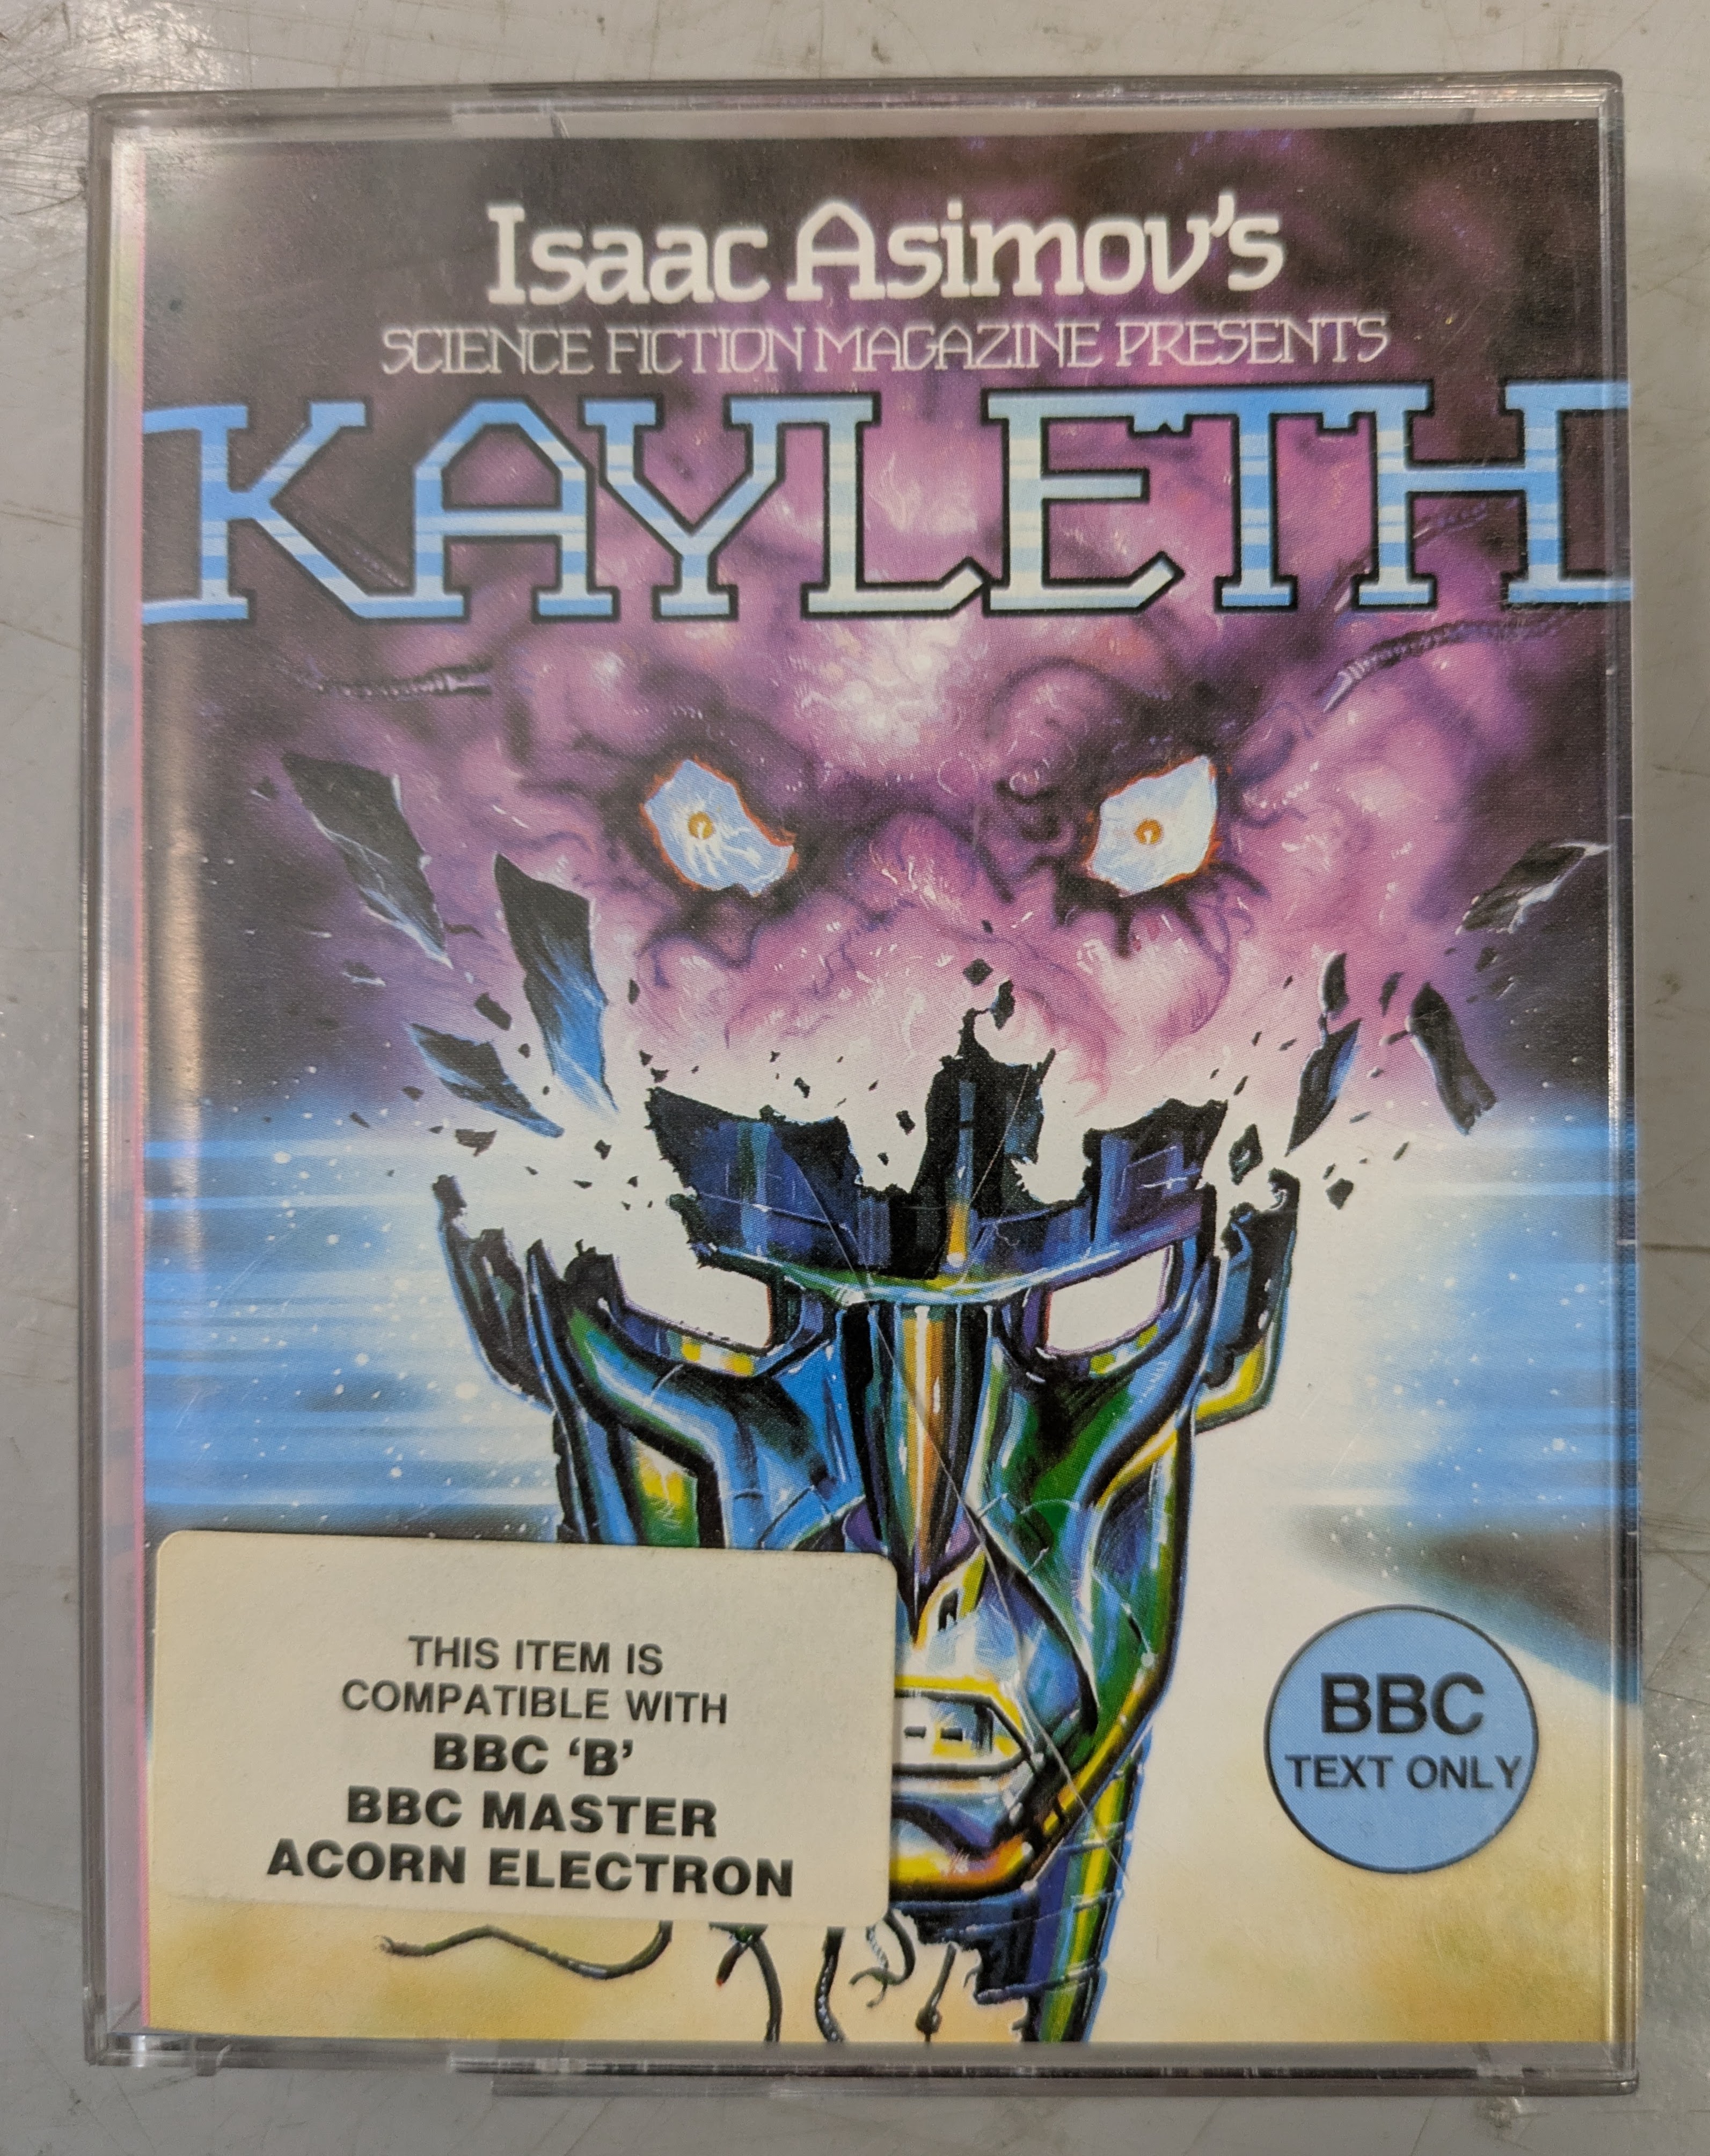 Isaac Asimov's
SCIENCE FICTION MAGAZINE PRESENTS
KAYLETH
THIS ITEM IS
COMPATIBLE WITH
BBC ‘B’
BBC MASTER
ACORN ELECTRON
BBC
TEXT ONLY